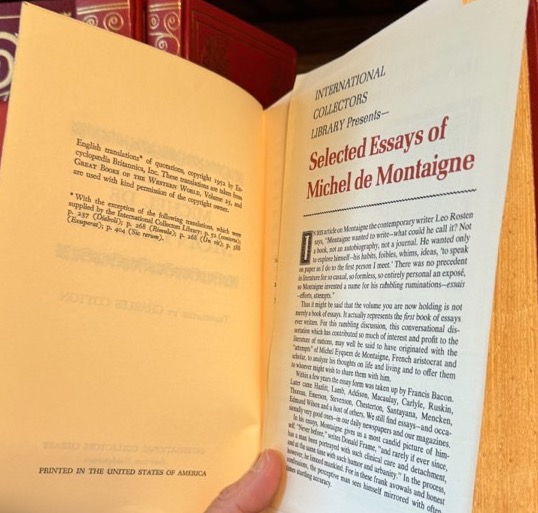 English translations* of quotations, copyright 1952 by En-
cyclopædia Britannica, Inc. These translations are taken from
GREAT BOOKS OF THE WESTERN WORLD, Volume 25, and
are used with kind permission of the copyright owner.
* With the exception of the following translations, which were
supplied by the International Collectors Library: p. 52
p. 237 p. 268 p. 268 p. 388
p. 404
PRINTED IN THE UNITED STATES OF AMERICA
INTERNATIONAL
COLLECTORS
LIBRARY Presents—
Selected Essays of
Michel de Montaigne
IN HIS article on Montaigne the contemporary writer Leo Rosten
says, "Montaigne wanted to write—what could he call it? Not
a book, not an autobiography, not a journal. He wanted only
to explore himself—his habits, foibles, whims, ideas, 'to speak
on paper as I do to the first person I meet.' There was no precedent
in literature for so casual, so formless, so entirely personal an exposé,
so Montaigne invented a name for his rambling ruminations—essais
—efforts, attempts."
Thus it might be said that the volume you are now holding is not
merely a book of essays. It actually represents the first book of essays
ever written. For this rambling discussion, this conversational dis-
sertation which has contributed so much of interest and profit to the
literature of nations, may well be said to have originated with the
"attempts" of Michel Eyquem de Montaigne, French aristocrat and
scholar, to analyze his thoughts on life and living and to offer them
to whoever might wish to share them with him.
Within a few years the essay form was taken up by Francis Bacon.
Later came Hazlitt, Lamb, Addison, Macaulay, Carlyle, Ruskin,
Thoreau, Emerson, Stevenson, Chesterton, Santayana, Mencken,
Edmund Wilson and a host of others. We still find essays—and occa-
sionally very good ones—in our daily newspapers and our magazines.
In his essays, Montaigne gives us a most candid picture of him-
self. "Never before," writes Donald Frame, "and rarely if ever since,
has a man been portrayed with such clinical care and detachment,
and at the same time with such humor and urbanity." In the process,
however, he limned mankind. For in these frank avowals and honest
confessions, the perceptive man sees himself mirrored with often
times startling accuracy.